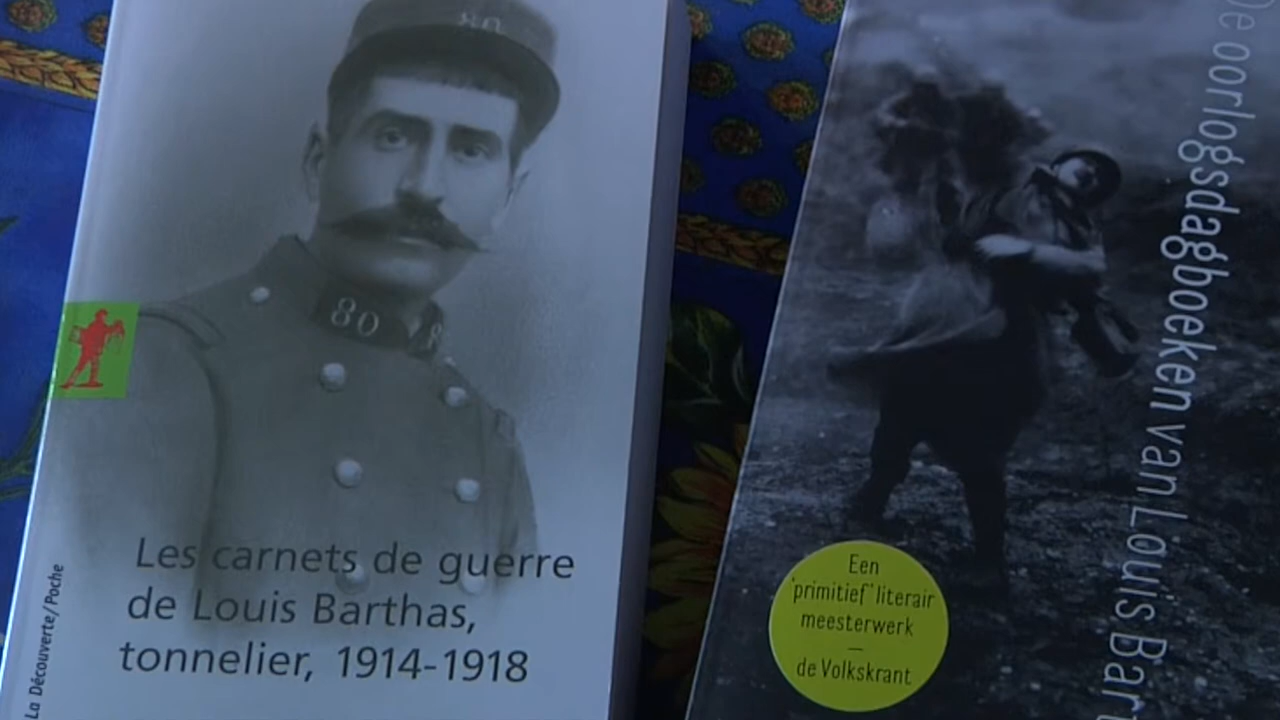 80
80
Les carnets de guerre
de Louis Barthas,
tonnelier, 1914-1918
La Découverte/Poche
De oorlogsdagboeken van Louis
Een
'primitief' literair
meesterwerk
de Volkskrant